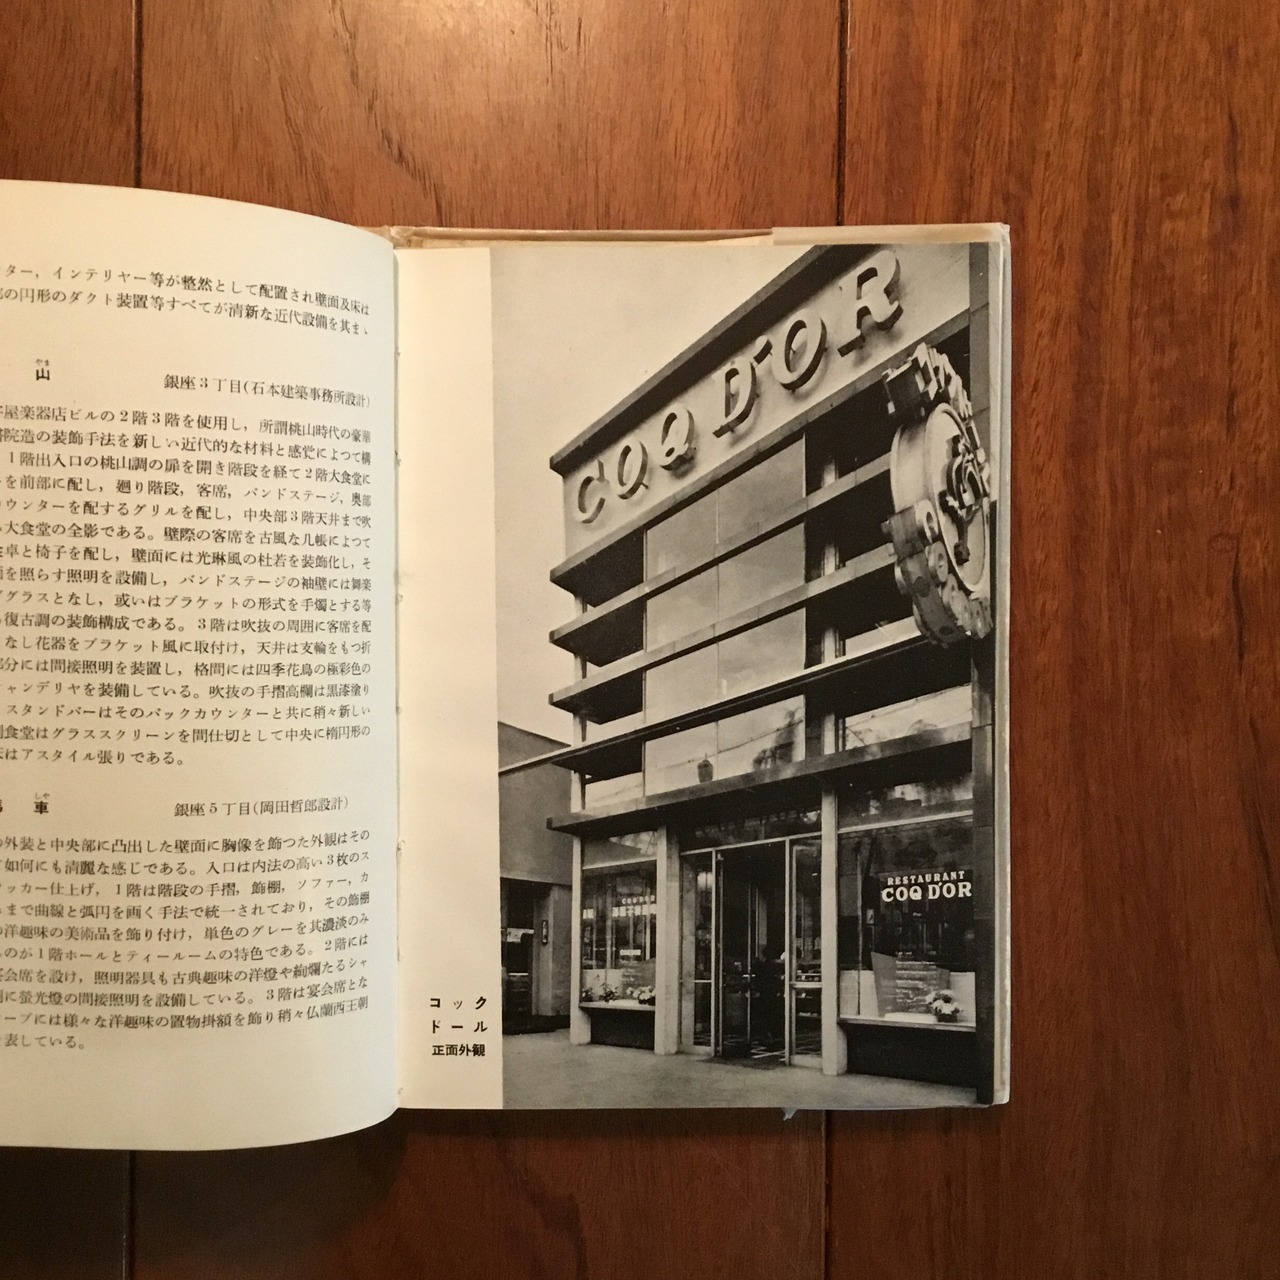 ター，インテリヤー等が整然として配置され壁面及床は
の円形のダクト装置等すべてが清新な近代設備を其まゝ
やま
山
銀座3丁目(石本建築事務所設計)
屋楽器店ビルの2階3階を使用し，所謂桃山時代の豪華
書院造の装飾手法を新しい近代的な材料と感覚によつて構
1階出入口の桃山調の扉を開き階段を経て2階大食堂に
を前部に配し，廻り階段，客席，バンドステージ，奥部
カウンターを配するグリルを配し，中央部3階天井まで吹
大食堂の全影である。壁際の客席を古風な几帳によつて
卓と椅子を配し，壁面には光琳風の杜若を装飾化し，そ
を照らす照明を設備し，バンドステージの袖壁には舞楽
グラスとなし，或いはブラケットの形式を手燭とする等
復古調の装飾構成である。3階は吹抜の周囲に客席を配
なし花器をブラケット風に取付け，天井は支輪をもつ折
部分には間接照明を装置し，格間には四季花鳥の極彩色の
ャンデリヤを装備している。吹抜の手摺高欄は黒漆塗り
スタンドバーはそのバックカウンターと共に稍々新しい
食堂はグラススクリーンを間仕切として中央に楕円形の
はアスタイル張りである。
しや
車
銀座5丁目(岡田哲郎設計)
の外装と中央部に凸出した壁面に胸像を飾つた外観はその
如何にも清麗な感じである。入口は内法の高い3枚のス
ラッカー仕上げ，1階は階段の手摺，飾棚，ソファー，カ
まで曲線と弧円を画く手法で統一されており，その飾棚
の洋趣味の美術品を飾り付け，単色のグレーを其濃淡のみ
のが1階ホールとティールームの特色である。2階には
宴会席を設け，照明器具も古典趣味の洋燈や絢爛たるシャ
に螢光燈の間接照明を設備している。3階は宴会席とな
ーブには様々な洋趣味の置物掛額を飾り稍々仏蘭西王朝
表している。
コック
ドール
正面外観
COQ D'OR
RESTAURANT
COQ D'OR